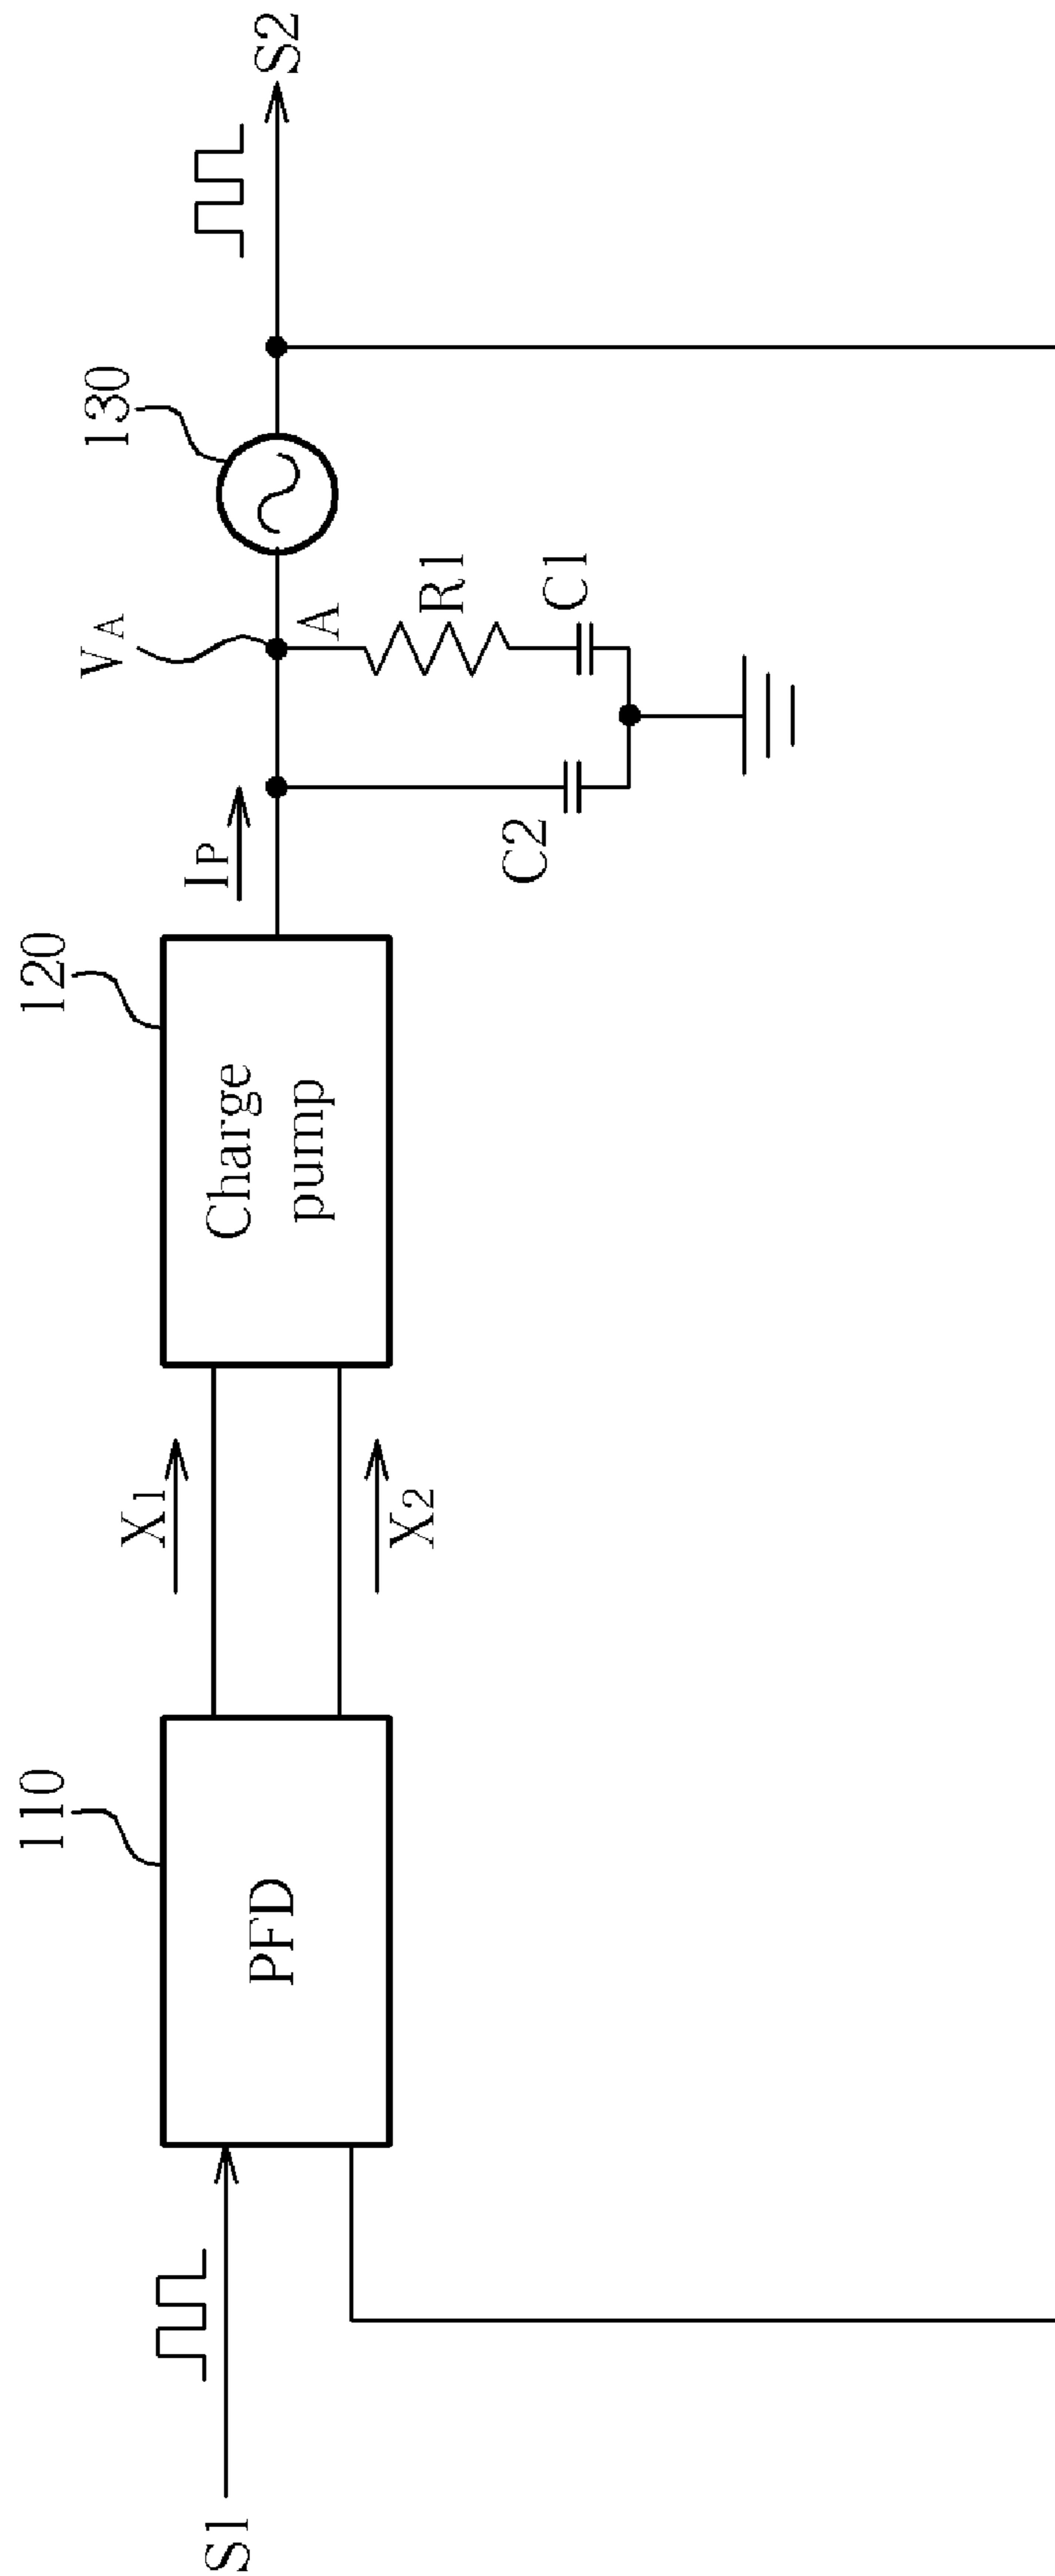 S1
110
PFD
X1
X2
120
Charge
pump
IP
C2
VA
A
R1
C1
130
S2